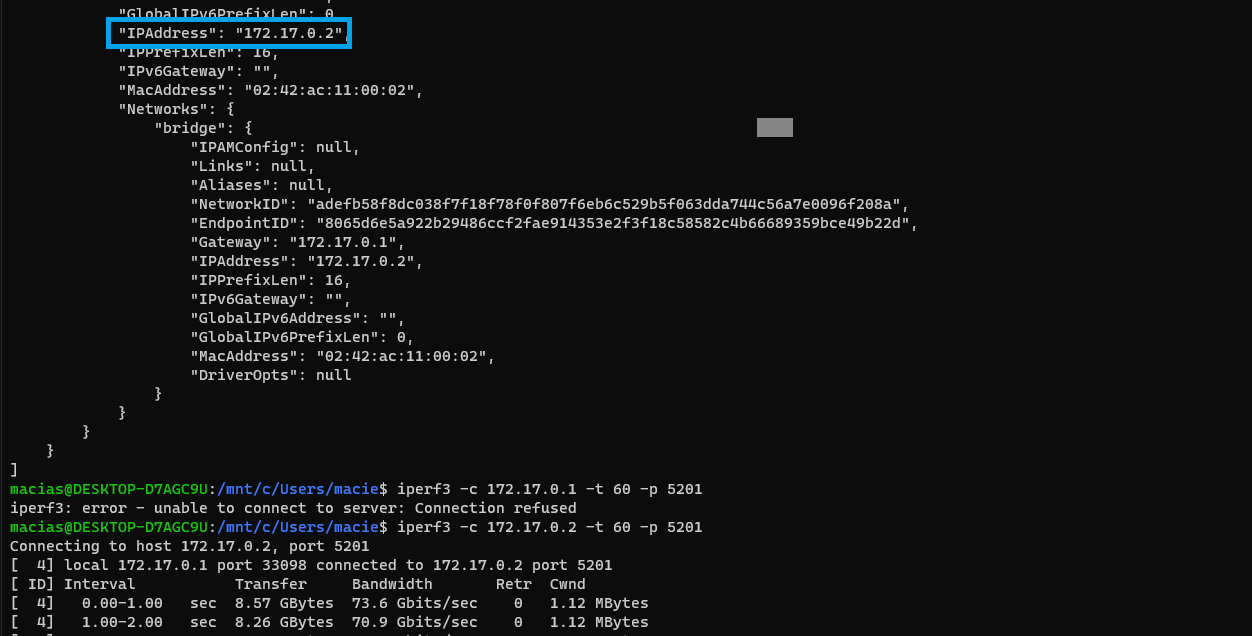 "GlobalIPv6PrefixLen": 0
"IPAddress": "172.17.0.2",
"IPPrefixLen": 16,
"IPv6Gateway": "",
"MacAddress": "02:42:ac:11:00:02",
"Networks": {
"bridge": {
"IPAMConfig": null,
"Links": null,
"Aliases": null,
"NetworkID": "adefb58f8dc038f7f18f78f0f807f6eb6c529b5f063dda744c56a7e0096f208a",
"EndpointID": "8065d6e5a922b29486ccf2fae914353e2f3f18c58582c4b66689359bce49b22d",
"Gateway": "172.17.0.1",
"IPAddress": "172.17.0.2",
"IPPrefixLen": 16,
"IPv6Gateway": "",
"GlobalIPv6Address": "",
"GlobalIPv6PrefixLen": 0,
"MacAddress": "02:42:ac:11:00:02",
"DriverOpts": null
}
}
}
}
]
macias@DESKTOP-D7AGC9U:/mnt/c/Users/macie$ iperf3 -c 172.17.0.1 -t 60 -p 5201
iperf3: error - unable to connect to server: Connection refused
macias@DESKTOP-D7AGC9U:/mnt/c/Users/macie$ iperf3 -c 172.17.0.2 -t 60 -p 5201
Connecting to host 172.17.0.2, port 5201
[  4] local 172.17.0.1 port 33098 connected to 172.17.0.2 port 5201
[ ID] Interval           Transfer     Bandwidth       Retr  Cwnd
[  4]   0.00-1.00   sec  8.57 GBytes  73.6 Gbits/sec    0   1.12 MBytes
[  4]   1.00-2.00   sec  8.26 GBytes  70.9 Gbits/sec    0   1.12 MBytes